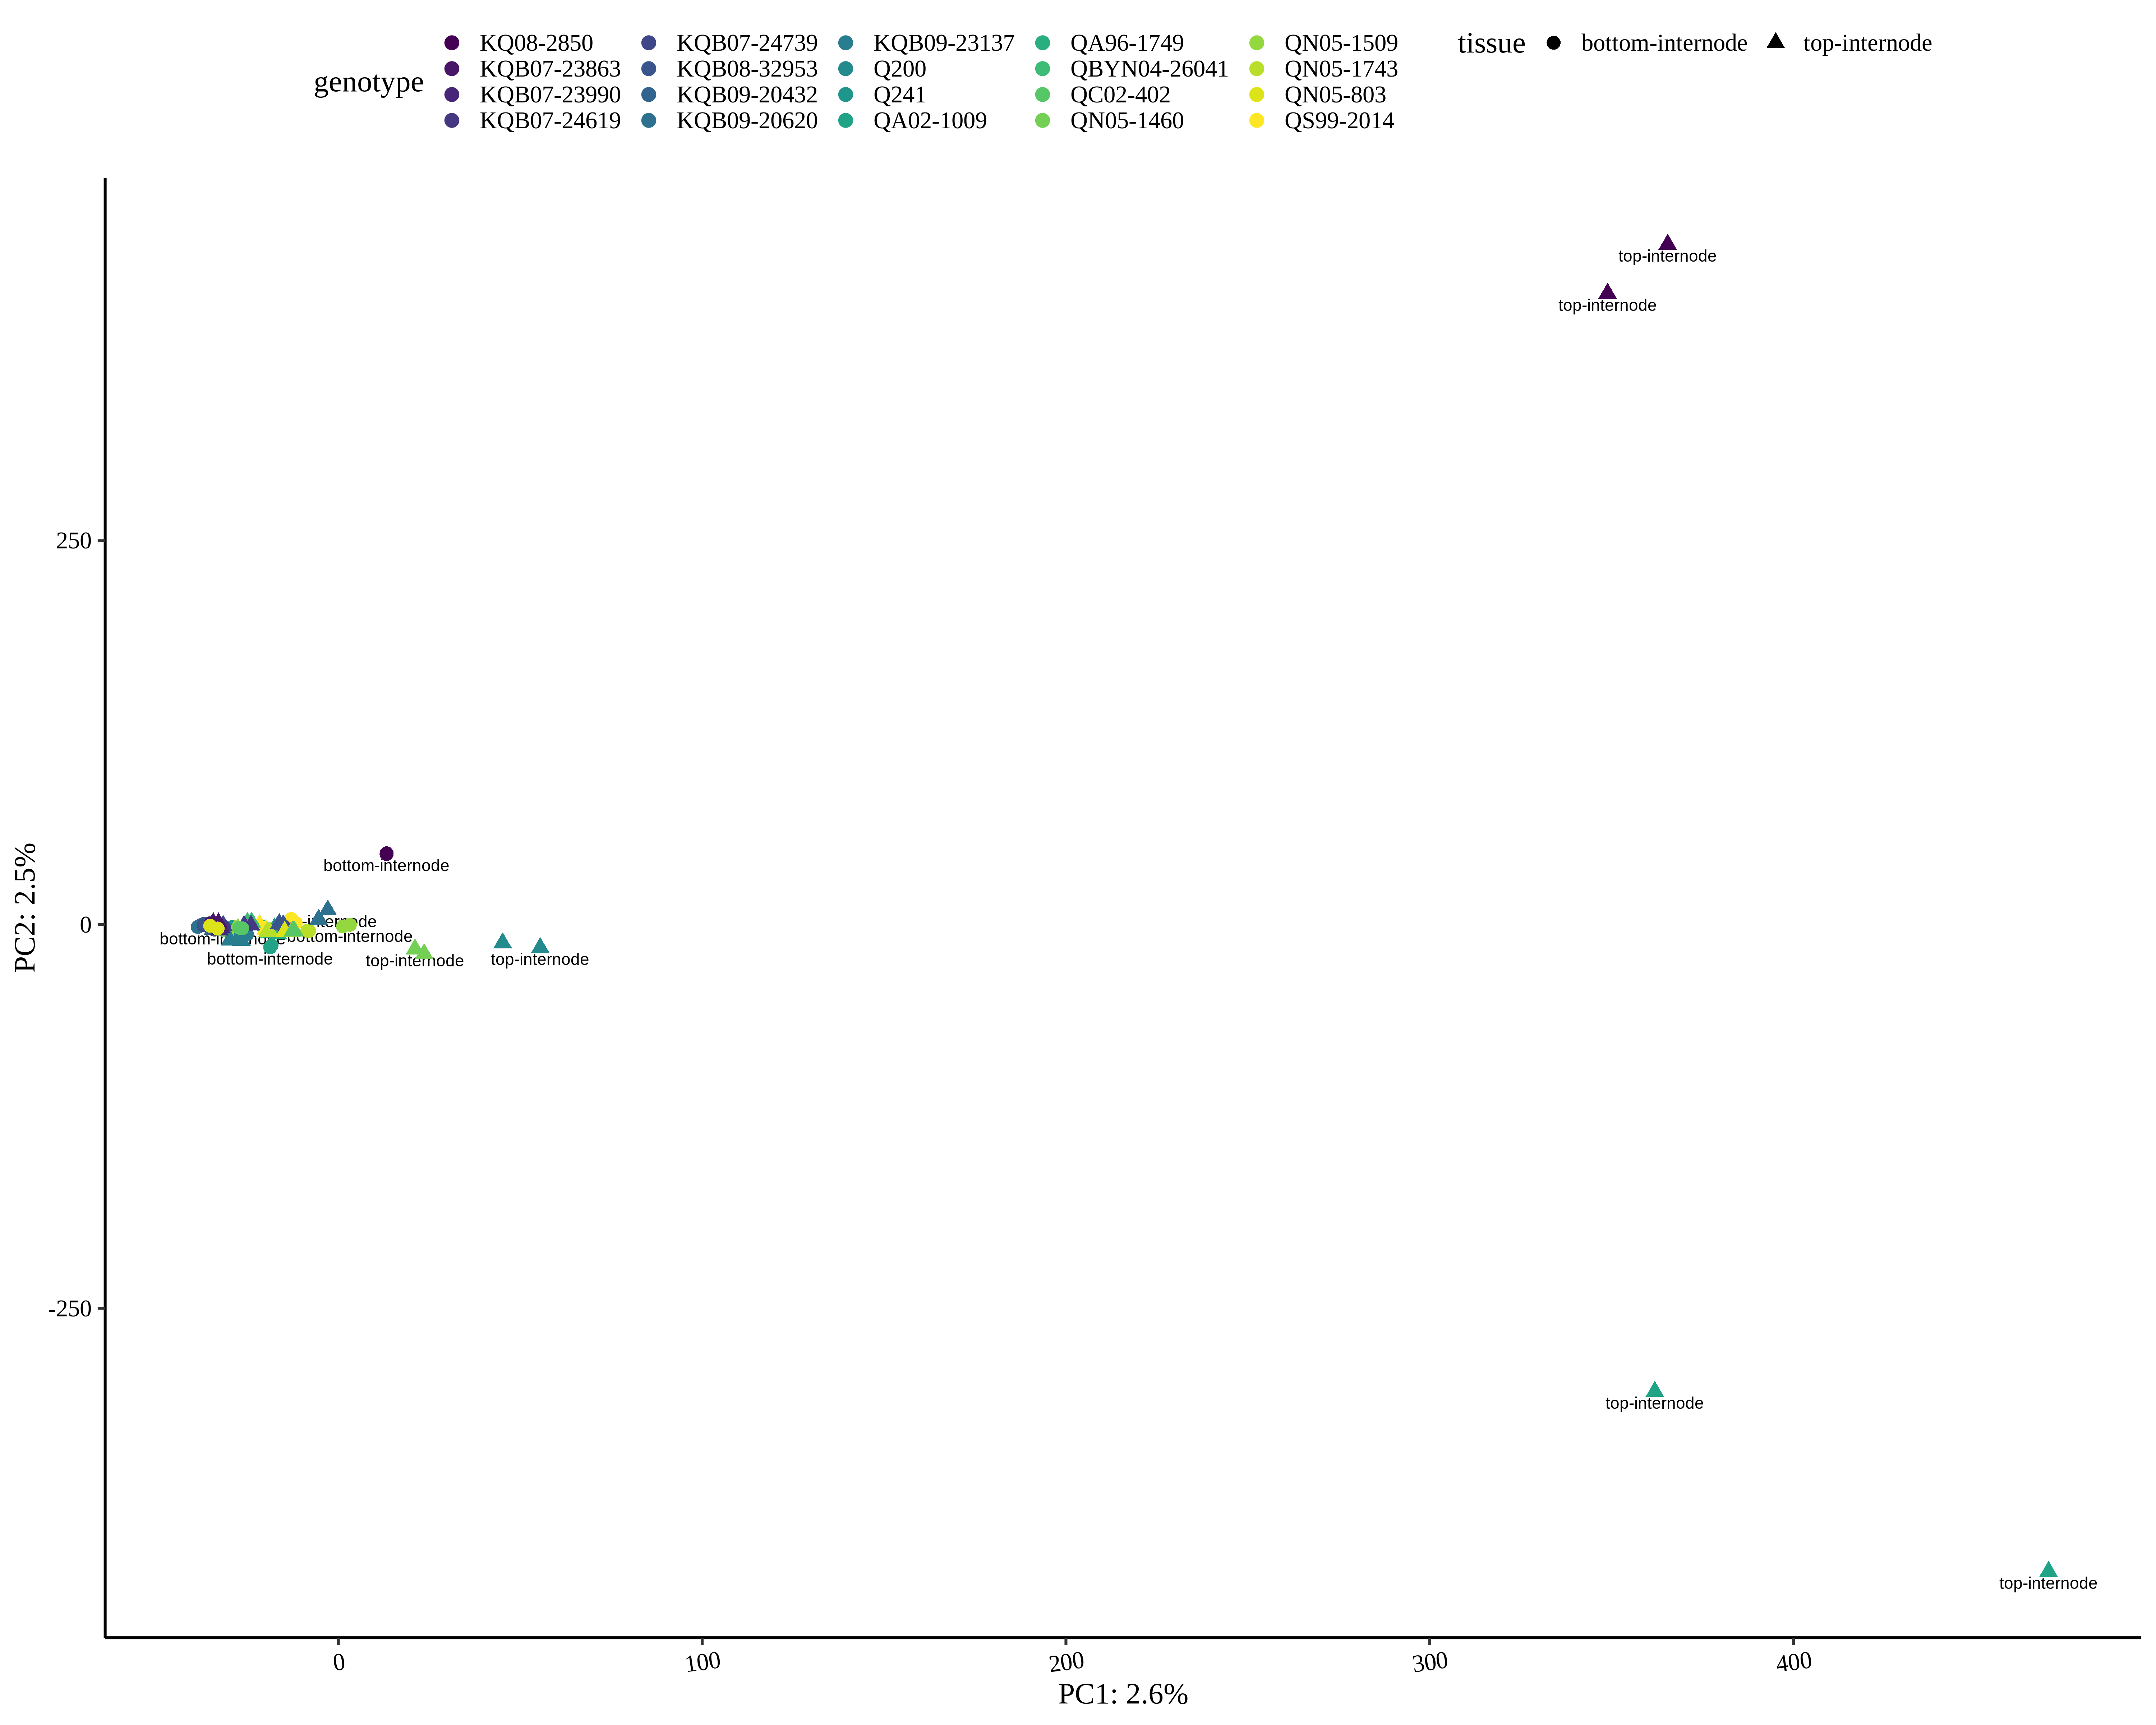 genotype
KQ08-2850 KQB07-24739 KQB09-23137 QA96-1749 QN05-1509 tissue bottom-internode top-internode
KQB07-23863 KQB08-32953 Q200 QBYN04-26041 QN05-1743
KQB07-23990 KQB09-20432 Q241 QC02-402 QN05-803
KQB07-24619 KQB09-20620 QA02-1009 QN05-1460 QS99-2014
top-internode
top-internode
250
bottom-internode
0
-internode
bottom-internode
bottom-internode
bottom-internode
top-internode
top-internode
-250
top-internode
top-internode
0 100 200 300 400
PC1: 2.6%
PC2: 2.5%